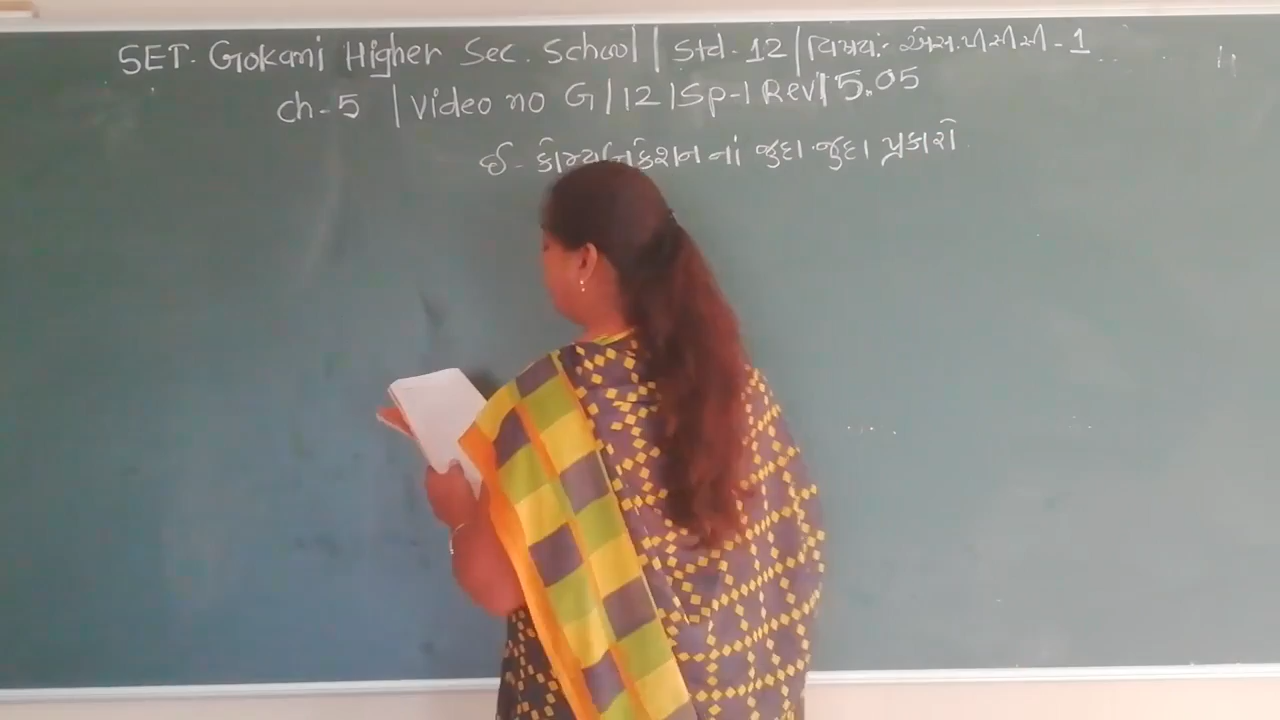 SET. Gokani Higher Sec. School | Std-12 | વિષય:- એસ.પી.સી.સી - 1
ch-5 | Video no G/12/Sp-1 Rev/5.05
ઈ- કોમ્યુનિકેશન નાં જુદા જુદા પ્રકારો